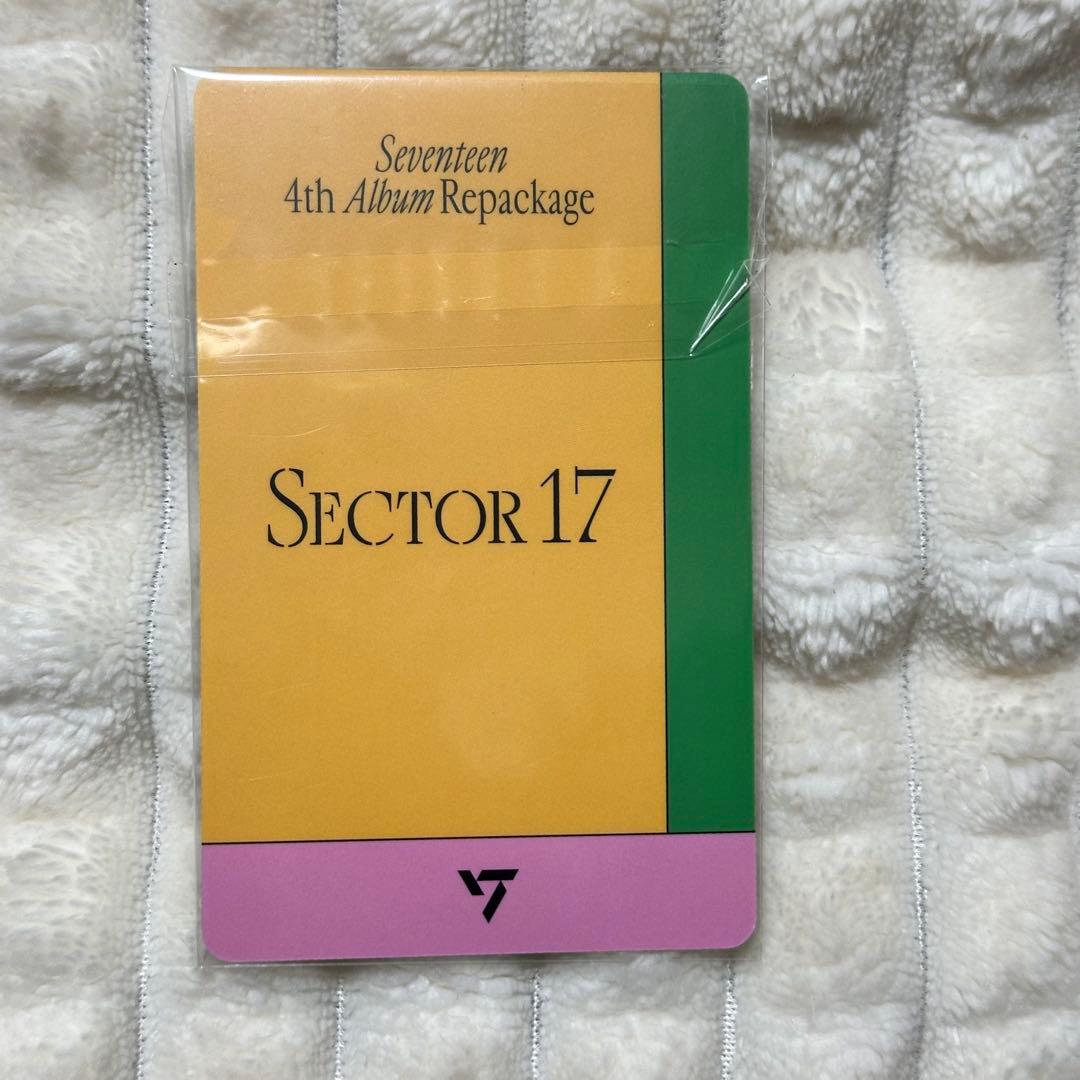 Seventeen
4th Album Repackage
SECTOR 17